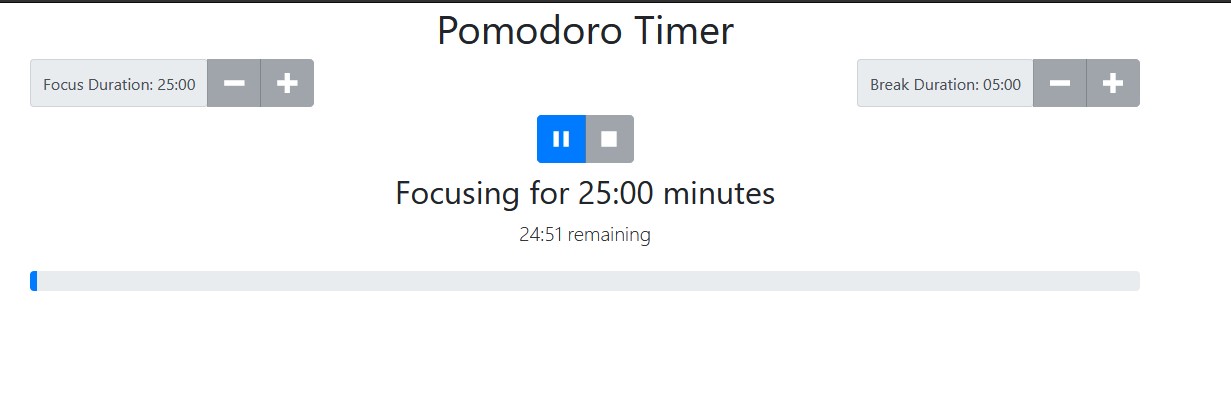 Pomodoro Timer
Focus Duration: 25:00
Break Duration: 05:00
Focusing for 25:00 minutes
24:51 remaining